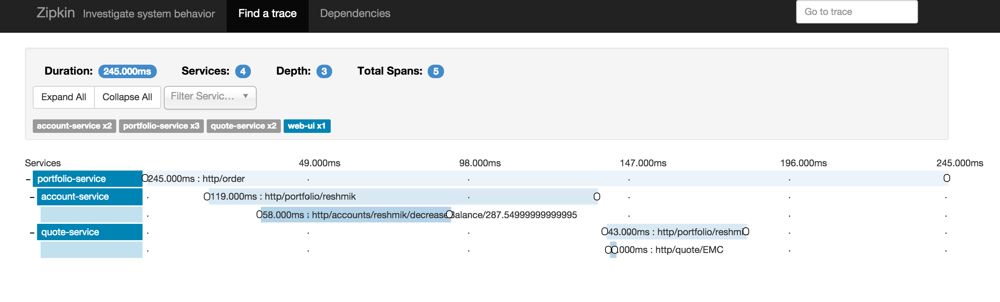 Zipkin Investigate system behavior Find a trace Dependencies Go to trace
Duration: 245.000ms Services: 4 Depth: 3 Total Spans: 5
Expand All Collapse All Filter Servic...
account-service x2 portfolio-service x3 quote-service x2 web-ui x1
Services 49.000ms 98.000ms 147.000ms 196.000ms 245.000ms
portfolio-service 245.000ms : http/order
account-service 119.000ms : http/portfolio/reshmik
58.000ms : http/accounts/reshmik/decreaseBalance/287.54999999999995
quote-service 43.000ms : http/portfolio/reshmik
.000ms : http/quote/EMC